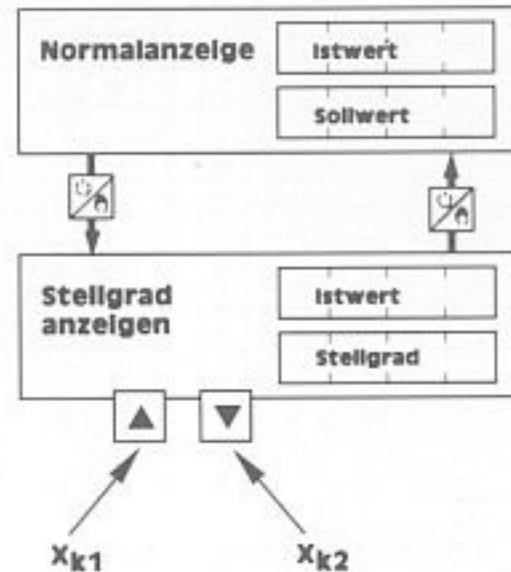 Normalanzeige
Istwert
Sollwert
Stellgrad
anzeigen
Istwert
Stellgrad
xk1
xk2